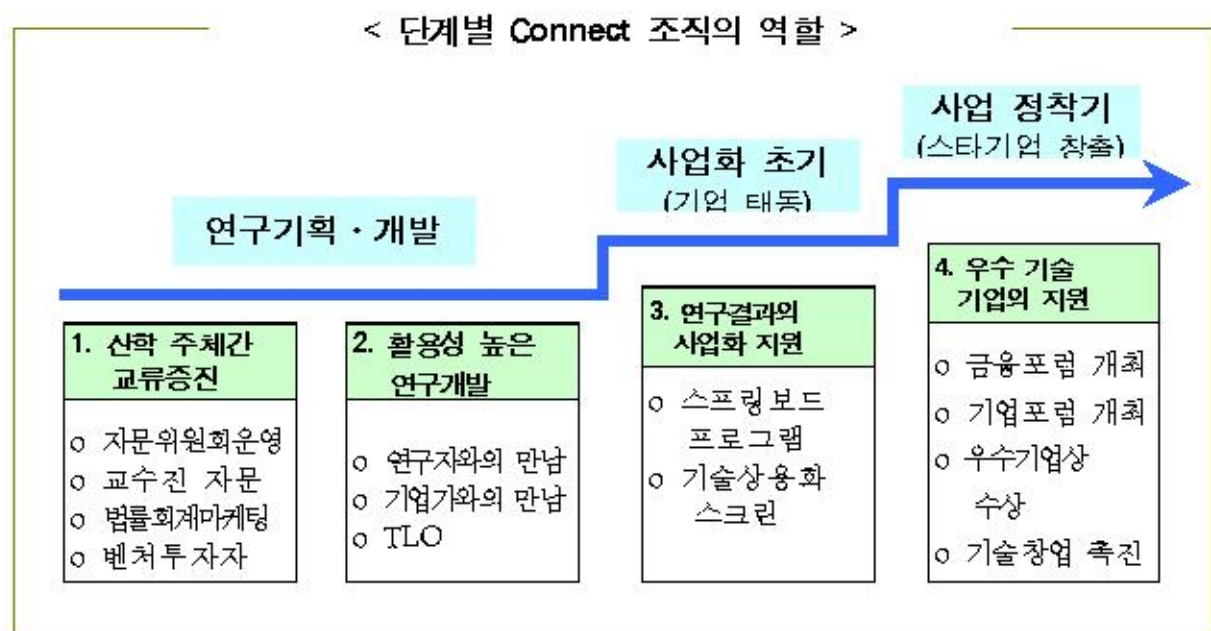 < 단계별 Connect 조직의 역할 >
연구기획 · 개발
사업화 초기
(기업 태동)
사업 정착기
(스타기업 창출)
1. 산학 주체간
교류증진
o 자문위원회운영
o 교수진 자문
o 법률회계마케팅
o 벤처투자자
2. 활용성 높은
연구개발
o 연구자와의 만남
o 기업가와의 만남
o TLO
3. 연구결과의
사업화 지원
o 스프링보드
프로그램
o 기술상용화
스크린
4. 우수 기술
기업의 지원
o 금융포럼 개최
o 기업포럼 개최
o 우수기업상
수상
o 기술창업 촉진